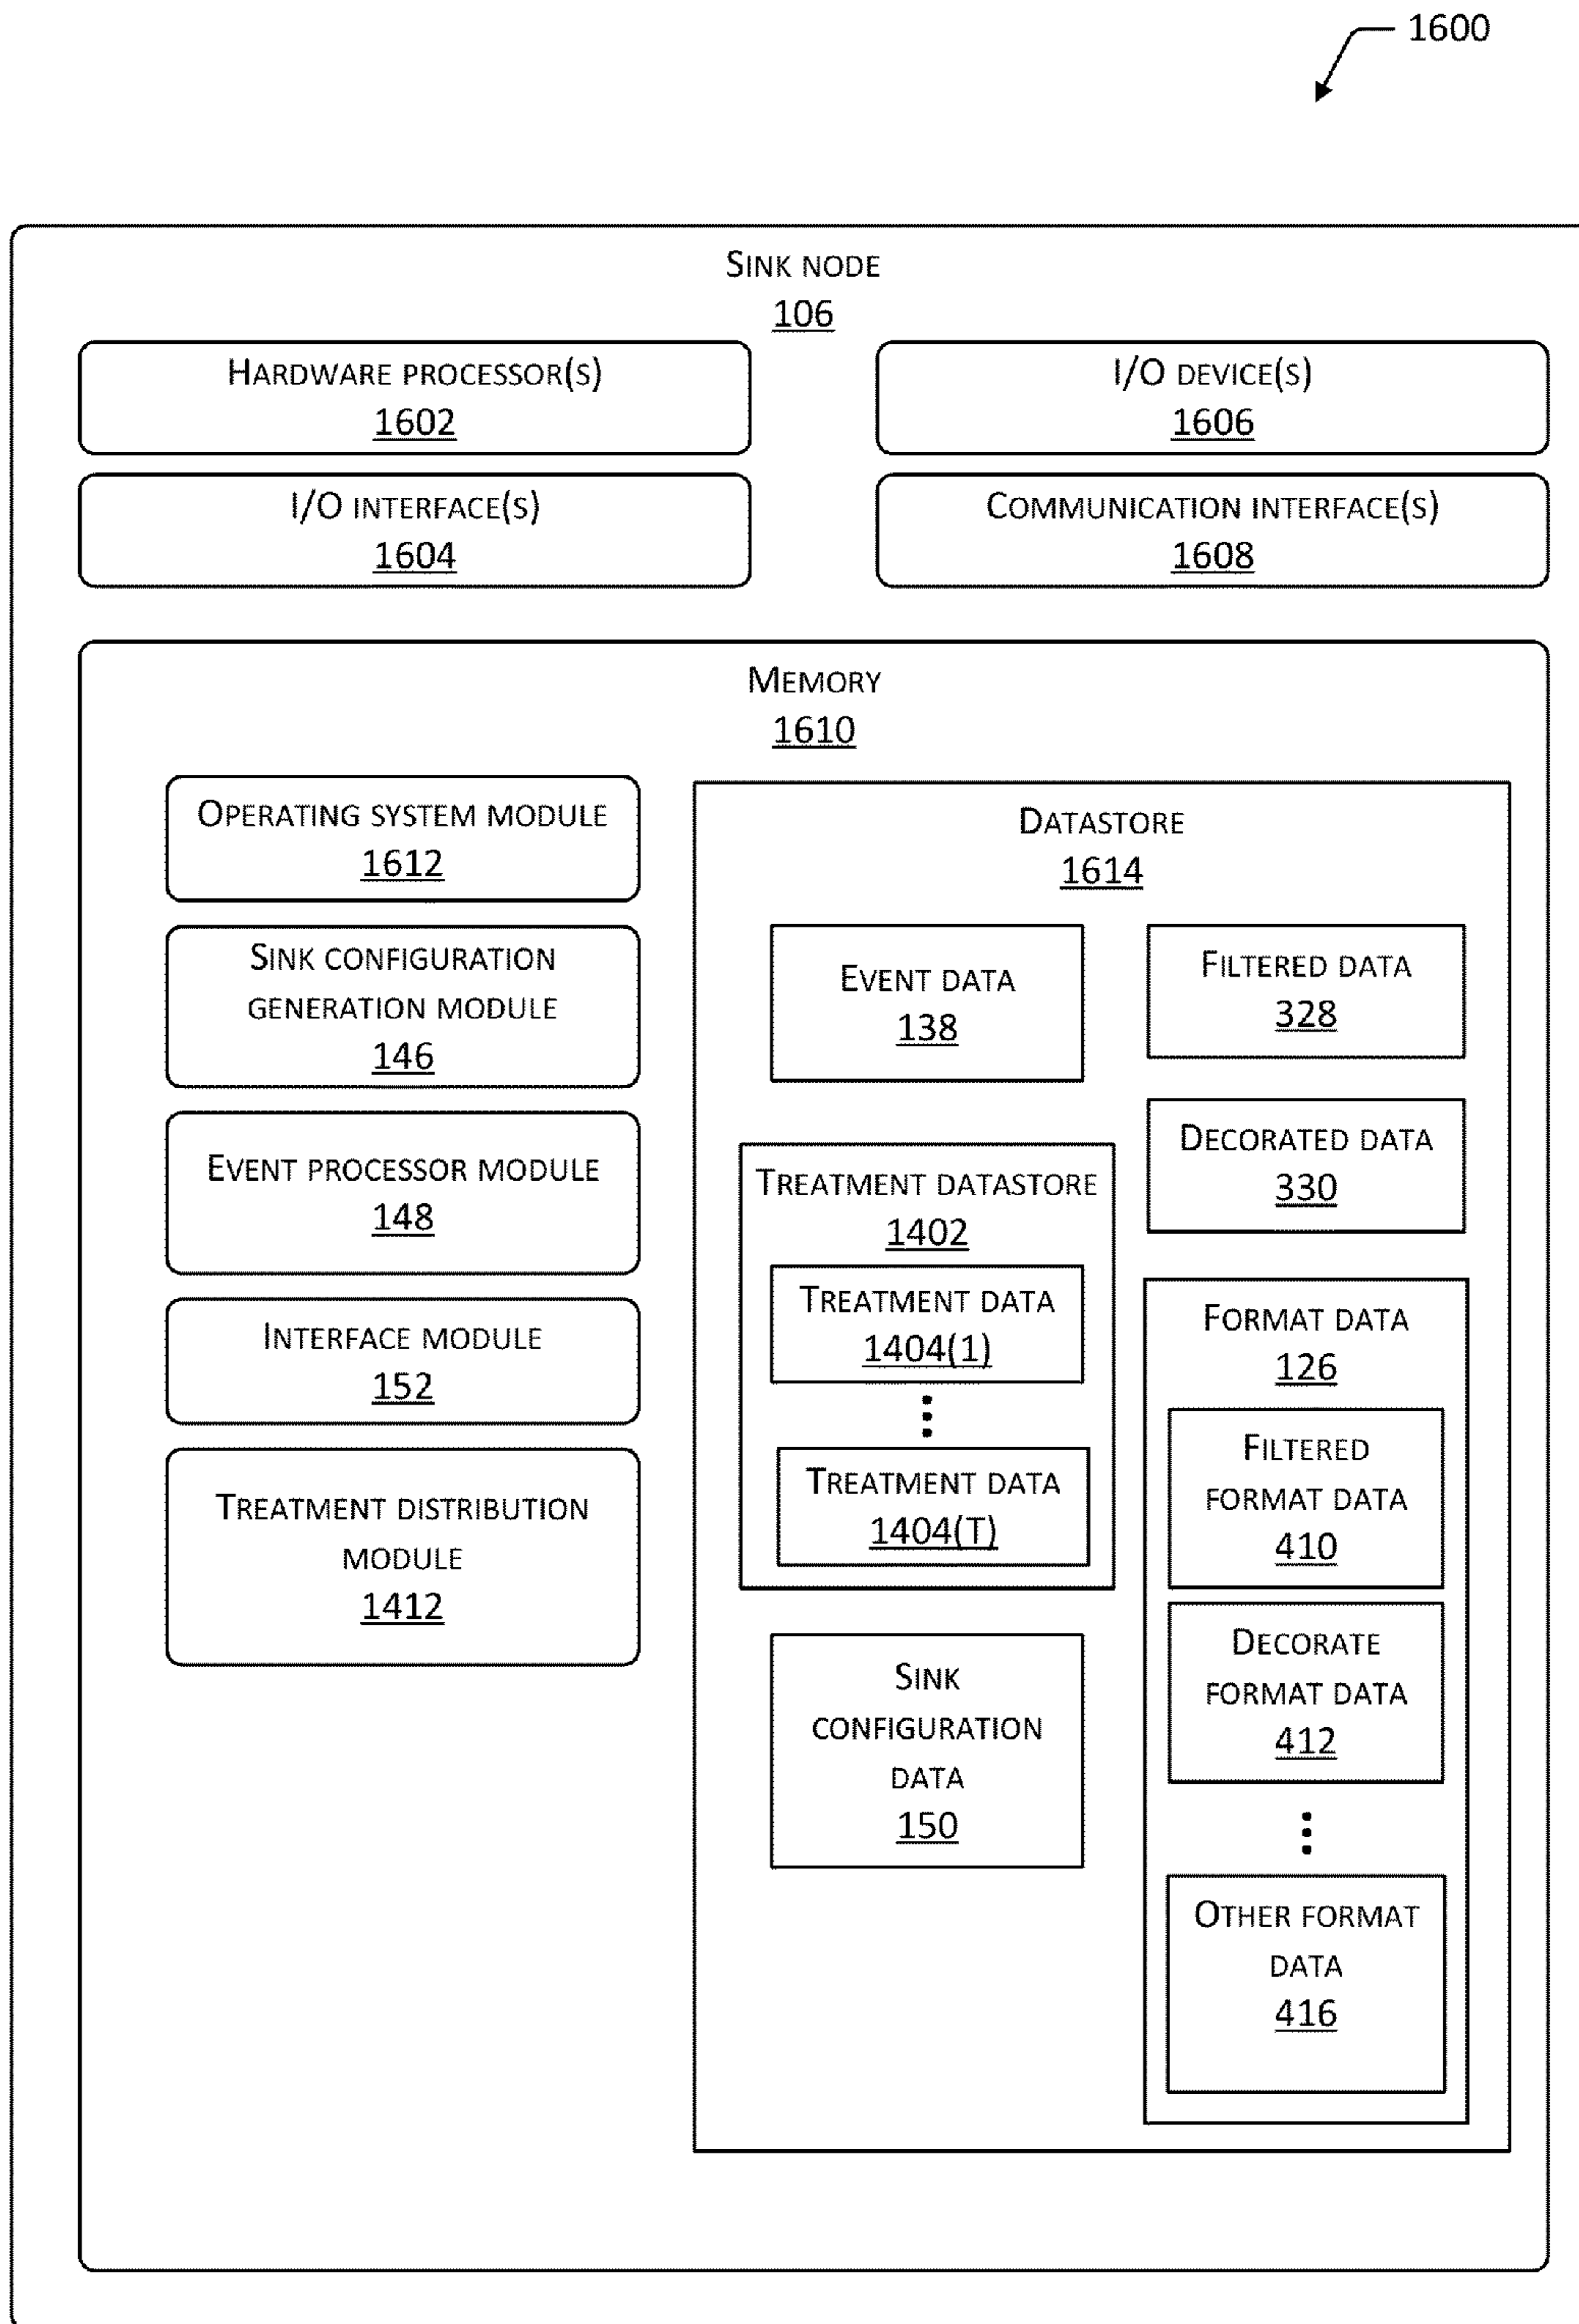 1600
SINK NODE
106
HARDWARE PROCESSOR(S)
1602
I/O DEVICE(S)
1606
I/O INTERFACE(S)
1604
COMMUNICATION INTERFACE(S)
1608
MEMORY
1610
OPERATING SYSTEM MODULE
1612
SINK CONFIGURATION
GENERATION MODULE
146
EVENT PROCESSOR MODULE
148
INTERFACE MODULE
152
TREATMENT DISTRIBUTION
MODULE
1412
DATASTORE
1614
EVENT DATA
138
TREATMENT DATASTORE
1402
TREATMENT DATA
1404(1)
TREATMENT DATA
1404(T)
SINK
CONFIGURATION
DATA
150
FILTERED DATA
328
DECORATED DATA
330
FORMAT DATA
126
FILTERED
FORMAT DATA
410
DECORATE
FORMAT DATA
412
OTHER FORMAT
DATA
416